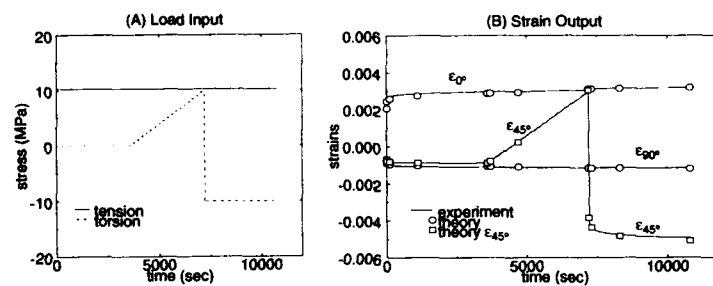 (A) Load Input
20
10
0
-10
-20
stress (MPa)
tension
torsion
0
5000
10000
time (sec)
(B) Strain Output
0.006
0.004
0.002
0.000
-0.002
-0.004
-0.006
strains
ε0°
ε45°
ε90°
ε45°
experiment
theory
theory ε45°
0
5000
10000
time (sec)